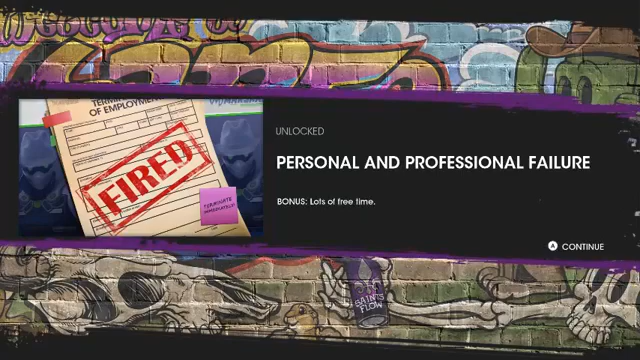 TERMINATION
OF EMPLOYMENT
FIRED
TERMINATE
IMMEDIATELY!
UNLOCKED
PERSONAL AND PROFESSIONAL FAILURE
BONUS: Lots of free time.
A CONTINUE
SAINTS
FLOW